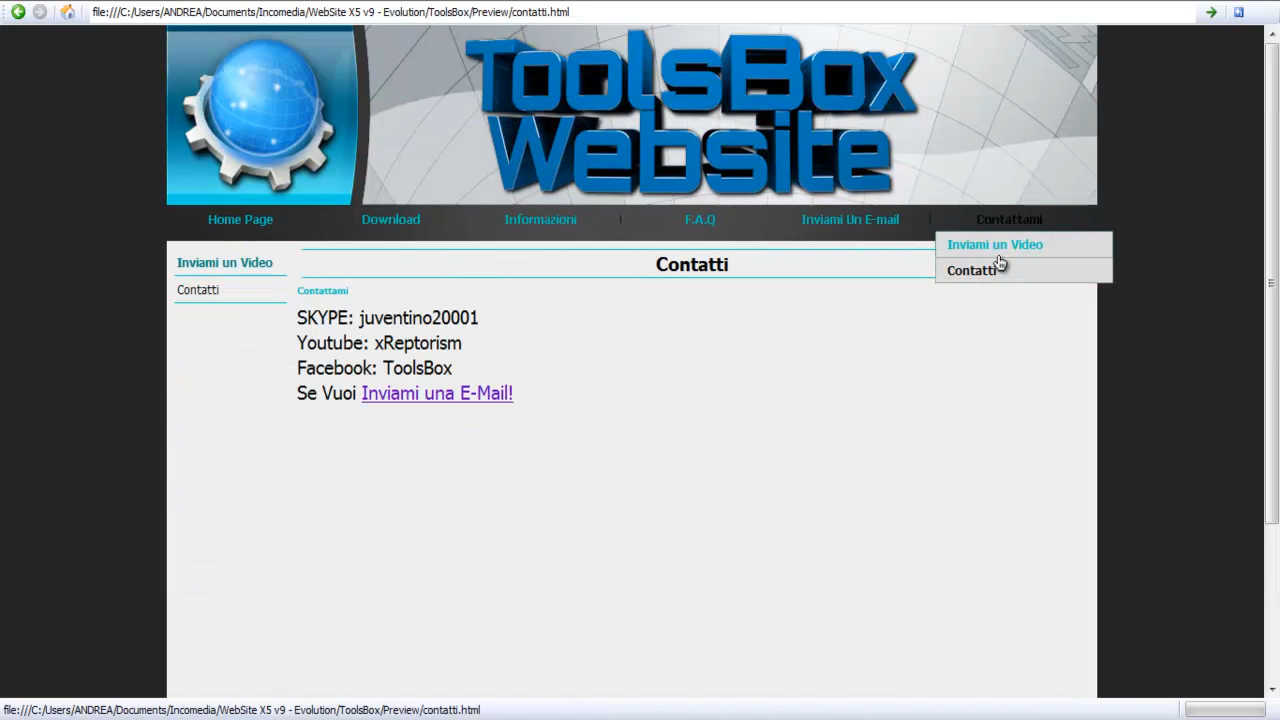 file:///C:/Users/ANDREA/Documents/Incomedia/WebSite X5 v9 - Evolution/ToolsBox/Preview/contatti.html
ToolsBox
Website
Home Page
Download
Informazioni
F.A.Q
Inviami Un E-mail
Contattami
Inviami un Video
Contatti
Inviami un Video
Contatti
Contatti
Contattami
SKYPE: juventino20001
Youtube: xReptorism
Facebook: ToolsBox
Se Vuoi Inviami una E-Mail!
file:///C:/Users/ANDREA/Documents/Incomedia/WebSite X5 v9 - Evolution/ToolsBox/Preview/contatti.html